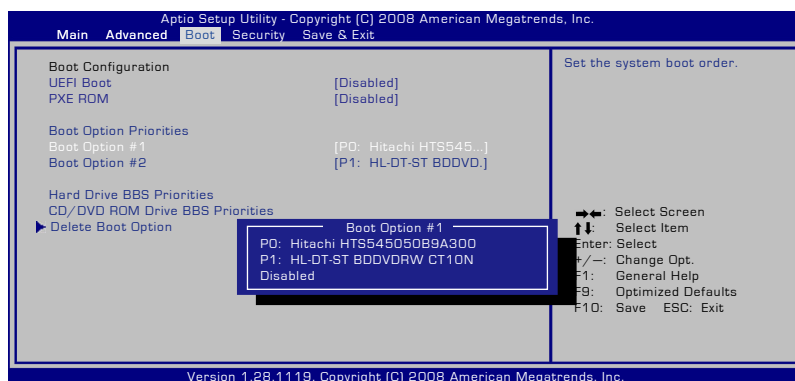 Aptio Setup Utility - Copyright (C) 2008 American Megatrends, Inc.
Main Advanced Boot Security Save & Exit
Boot Configuration
UEFI Boot [Disabled]
PXE ROM [Disabled]
Boot Option Priorities
Boot Option #1 [P0: Hitachi HTS545...]
Boot Option #2 [P1: HL-DT-ST BDDVD.]
Hard Drive BBS Priorities
CD/DVD ROM Drive BBS Priorities
Delete Boot Option
Boot Option #1
P0: Hitachi HTS545050B9A300
P1: HL-DT-ST BDDVDRW CT10N
Disabled
Set the system boot order.
→←: Select Screen
↑↓: Select Item
Enter: Select
+/—: Change Opt.
F1: General Help
F9: Optimized Defaults
F10: Save ESC: Exit
Version 1.28.1119. Copyright (C) 2008 American Megatrends, Inc.